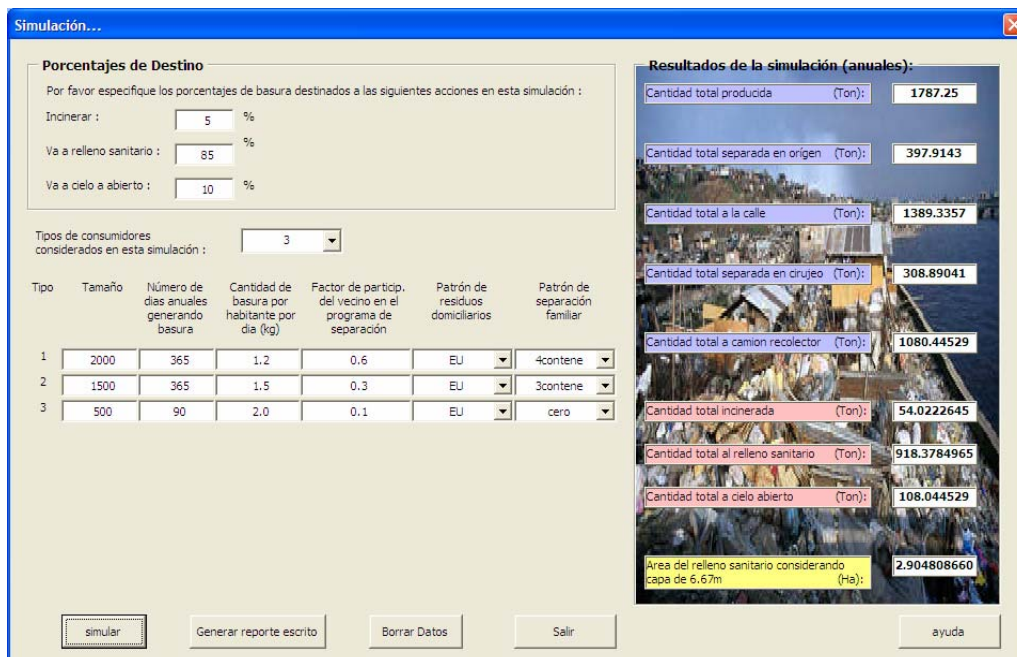 Simulación...
Porcentajes de Destino
Por favor especifique los porcentajes de basura destinados a las siguientes acciones en esta simulación :
Incinerar : 5 %
Va a relleno sanitario : 85 %
Va a cielo a abierto : 10 %
Tipos de consumidores
considerados en esta simulación : 3
Tipo Tamaño Número de dias anuales generando basura Cantidad de basura por habitante por dia (kg) Factor de particip. del vecino en el programa de separación Patrón de residuos domiciliarios Patrón de separación familiar
1 2000 365 1.2 0.6 EU 4contene
2 1500 365 1.5 0.3 EU 3contene
3 500 90 2.0 0.1 EU cero
simular
Generar reporte escrito
Borrar Datos
Salir
Resultados de la simulación (anuales):
Cantidad total producida (Ton): 1787.25
Cantidad total separada en orígen (Ton): 397.9143
Cantidad total a la calle (Ton): 1389.3357
Cantidad total separada en cirujeo (Ton): 308.89041
Cantidad total a camion recolector (Ton): 1080.44529
Cantidad total incinerada (Ton): 54.0222645
Cantidad total al relleno sanitario (Ton): 918.3784965
Cantidad total a cielo abierto (Ton): 108.044529
Area del relleno sanitario considerando
capa de 6.67m (Ha): 2.904808660
ayuda